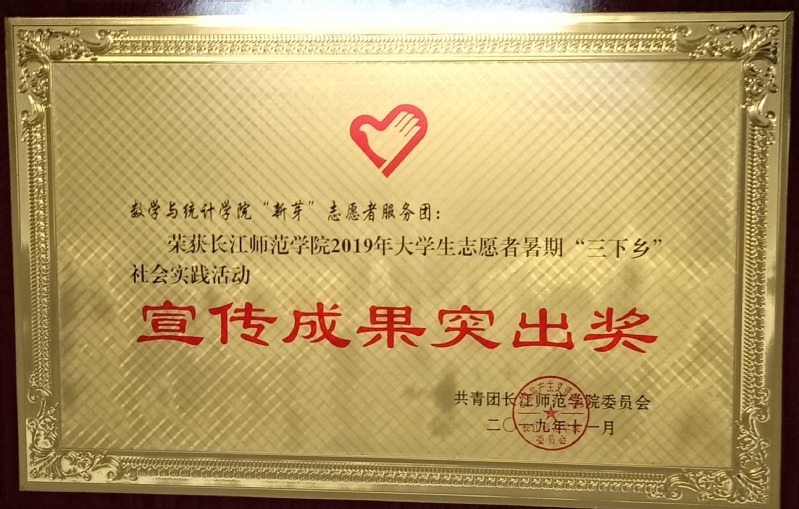 数学与统计学院“新芽”志愿者服务团：
荣获长江师范学院2019年大学生志愿者暑期“三下乡”
社会实践活动
宣传成果突出奖
共青团长江师范学院委员会
二〇一九年十一月
委员会